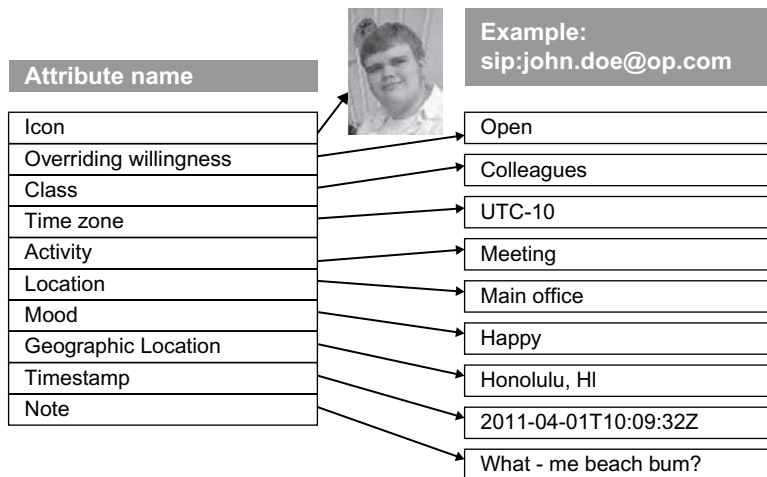 Attribute name
Example:
sip:john.doe@op.com
Icon
Overriding willingness
Class
Time zone
Activity
Location
Mood
Geographic Location
Timestamp
Note
Open
Colleagues
UTC-10
Meeting
Main office
Happy
Honolulu, HI
2011-04-01T10:09:32Z
What - me beach bum?